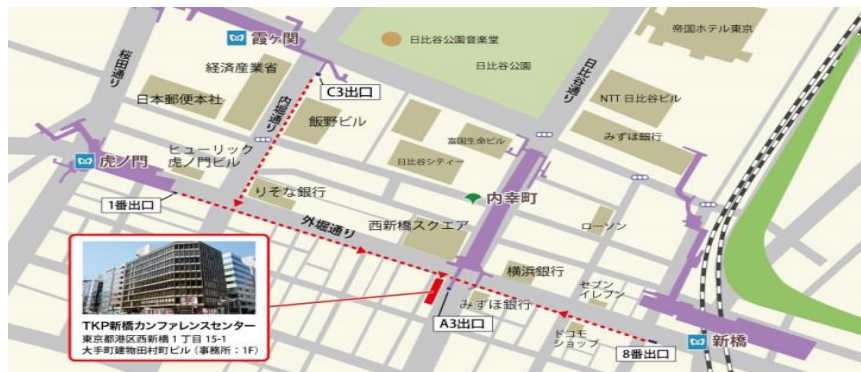 帝国ホテル東京
霞ケ関
日比谷公園音楽堂
桜田通り
経済産業省
日比谷公園
日比谷通り
C3出口
内堀通り
NTT 日比谷ビル
日本郵便本社
飯野ビル
富国生命ビル
みずほ銀行
ヒューリック
虎ノ門ビル
虎ノ門
日比谷シティー
りそな銀行
内幸町
1番出口
外堀通り
西新橋スクエア
ローソン
横浜銀行
セブン
イレブン
みずほ銀行
A3出口
ドコモ
ショップ
8番出口
新橋
TKP新橋カンファレンスセンター
東京都港区西新橋1丁目 15-1
大手町建物田村町ビル（事務所：1F）